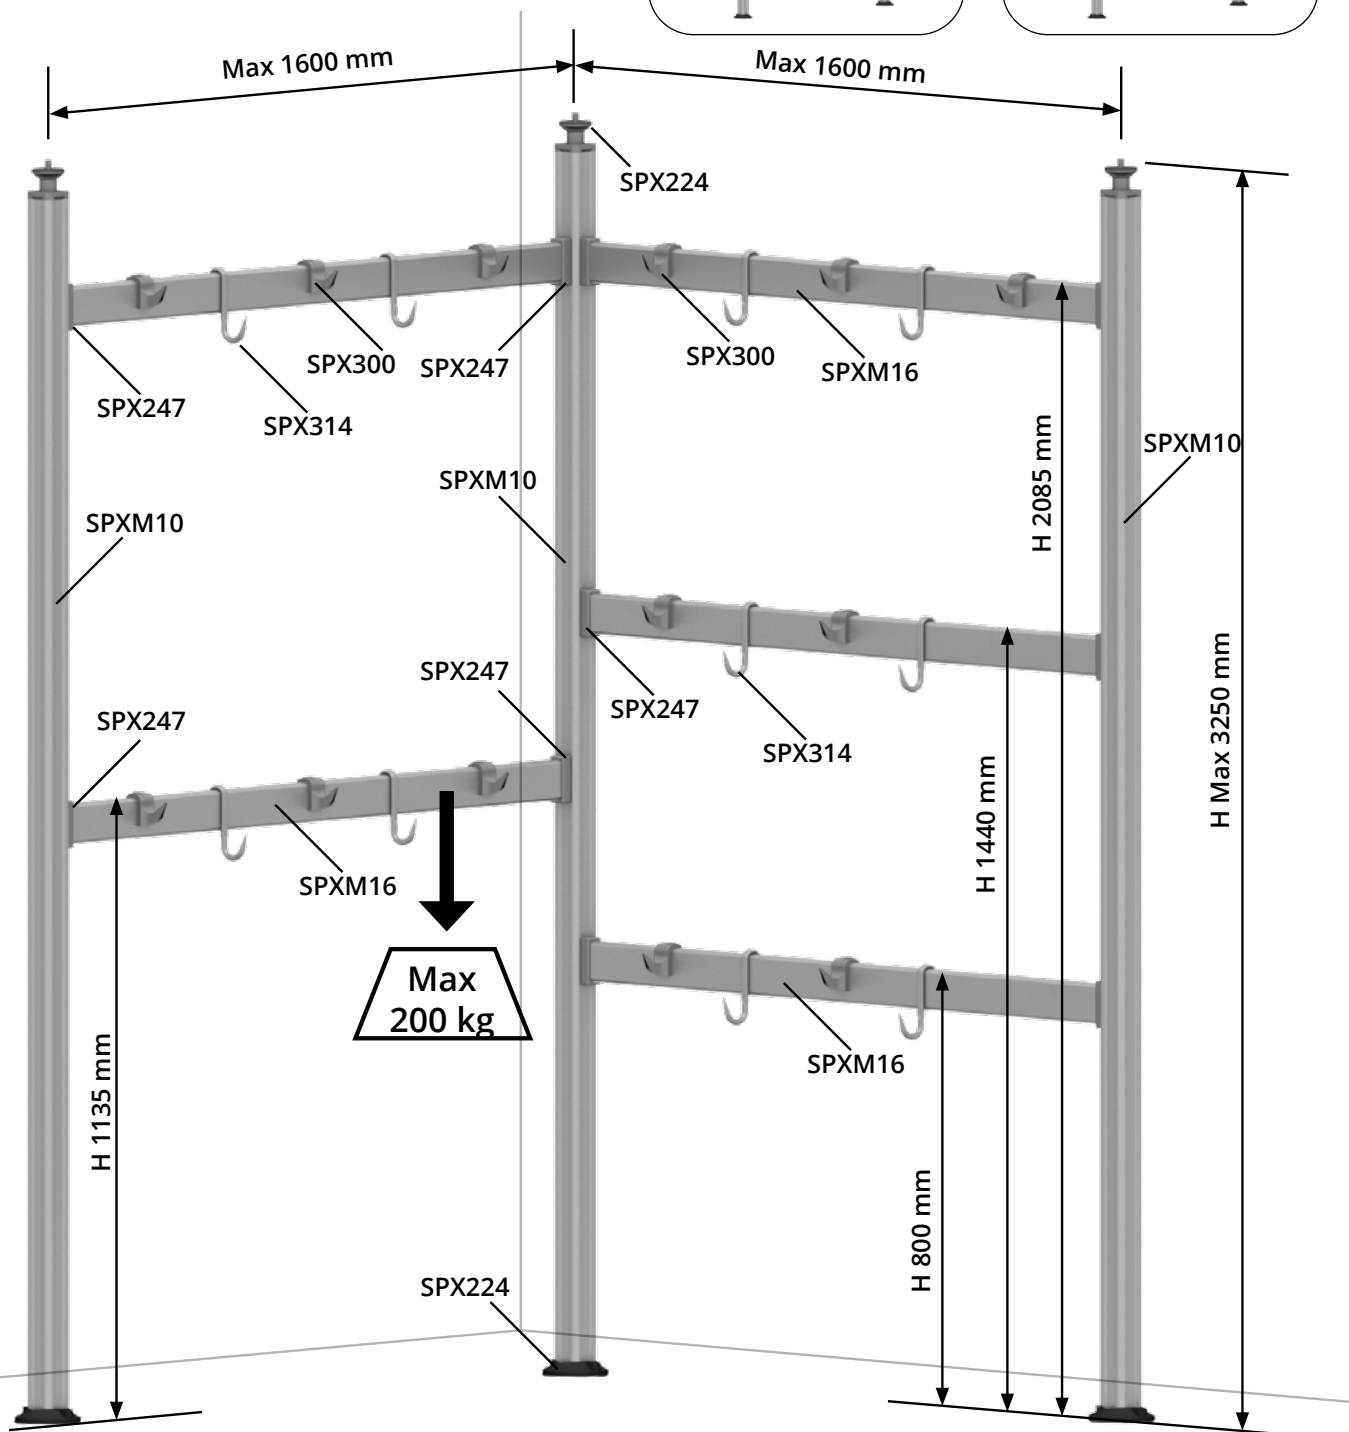 Max 1600 mm
Max 1600 mm
SPX224
SPX300
SPX247
SPX300
SPXM16
SPX247
SPX314
SPXM10
SPXM10
SPXM10
H 2085 mm
SPX247
SPX247
SPX247
SPX314
H Max 3250 mm
H 1440 mm
SPXM16
Max
200 kg
SPXM16
H 1135 mm
H 800 mm
SPX224